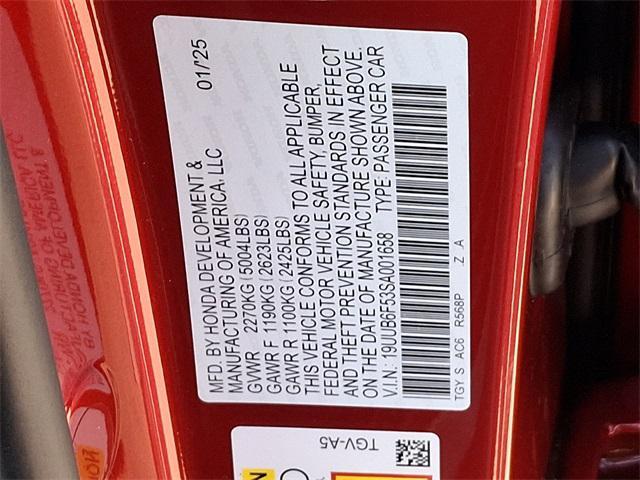 MFD. BY HONDA DEVELOPMENT &
MANUFACTURING OF AMERICA, LLC 01/25
GVWR 2270KG (5004LBS)
GAWR F 1190KG (2623LBS)
GAWR R 1100KG (2425LBS)
THIS VEHICLE CONFORMS TO ALL APPLICABLE
FEDERAL MOTOR VEHICLE SAFETY, BUMPER,
AND THEFT PREVENTION STANDARDS IN EFFECT
ON THE DATE OF MANUFACTURE SHOWN ABOVE.
V.I.N.: 19UUB6F53SA001658 TYPE: PASSENGER CAR
TGY S AC6 R568P Z A
TGV-A5